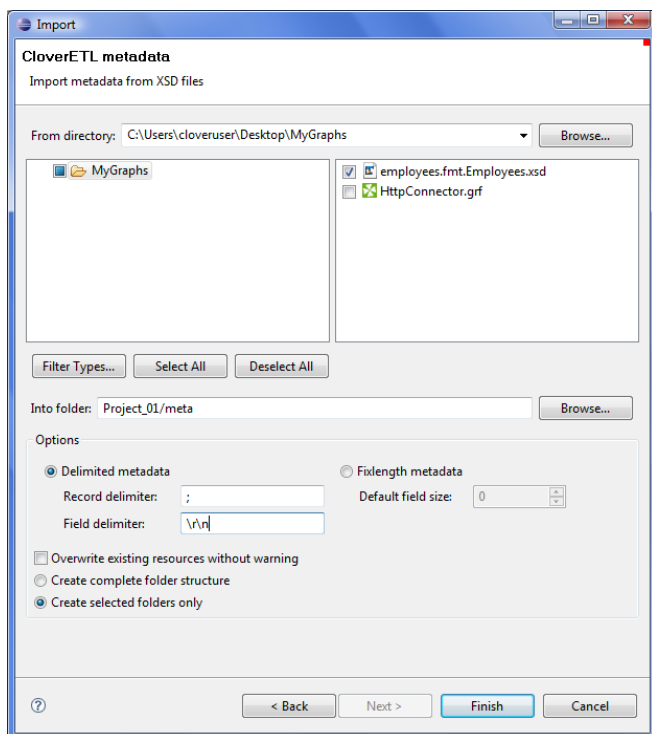 Import
CloverETL metadata
Import metadata from XSD files
From directory: C:\Users\cloveruser\Desktop\MyGraphs Browse...
MyGraphs
employees.fmt.Employees.xsd
HttpConnector.grf
Filter Types... Select All Deselect All
Into folder: Project_01/meta Browse...
Options
Delimited metadata Fixlength metadata
Record delimiter: ; Default field size: 0
Field delimiter: \r\n
Overwrite existing resources without warning
Create complete folder structure
Create selected folders only
? < Back Next > Finish Cancel